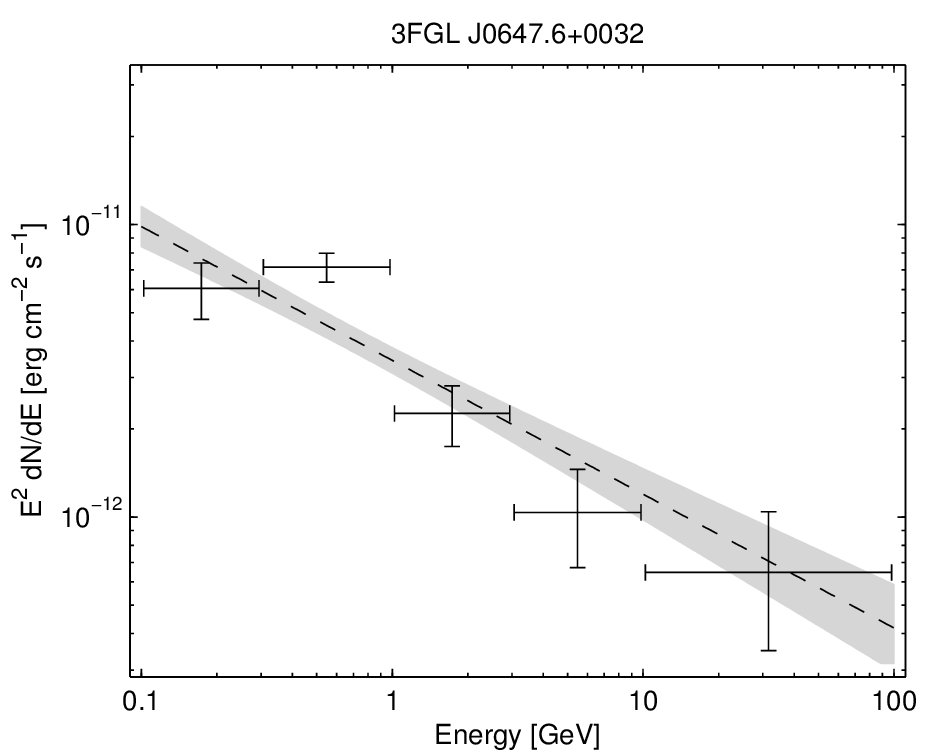 3FGL J0647.6+0032
E² dN/dE [erg cm⁻² s⁻¹]
10⁻¹¹
10⁻¹²
0.1 1 10 100
Energy [GeV]